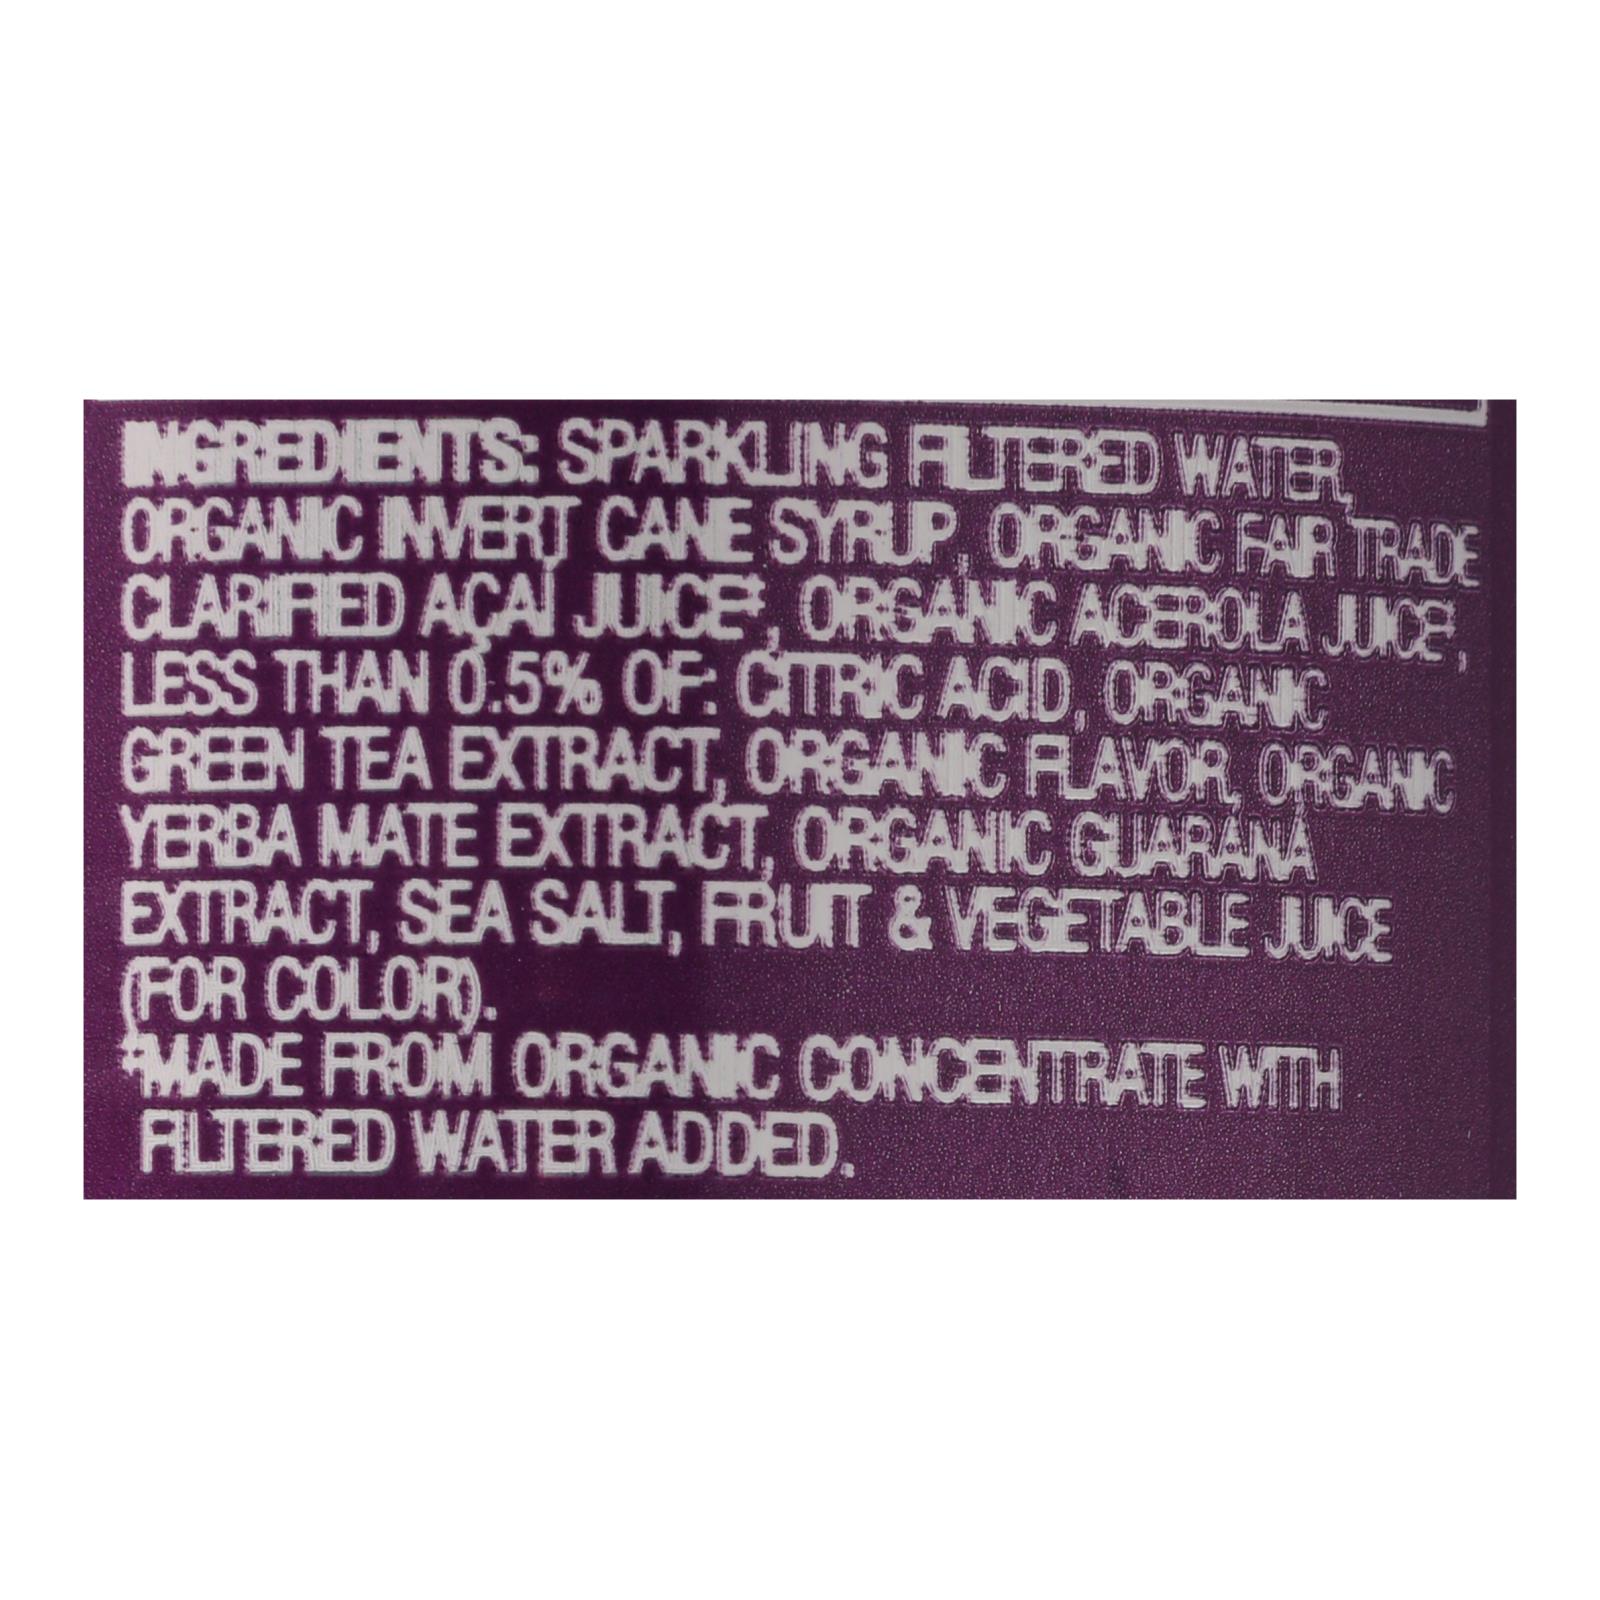 INGREDIENTS: SPARKLING FILTERED WATER,
ORGANIC INVERT CANE SYRUP, ORGANIC FAIR TRADE
CLARIFIED AÇAÍ JUICE‡, ORGANIC ACEROLA JUICE‡,
LESS THAN 0.5% OF: CITRIC ACID, ORGANIC
GREEN TEA EXTRACT, ORGANIC FLAVOR, ORGANIC
YERBA MATE EXTRACT, ORGANIC GUARANÁ
EXTRACT, SEA SALT, FRUIT & VEGETABLE JUICE
(FOR COLOR).
‡MADE FROM ORGANIC CONCENTRATE WITH
FILTERED WATER ADDED.